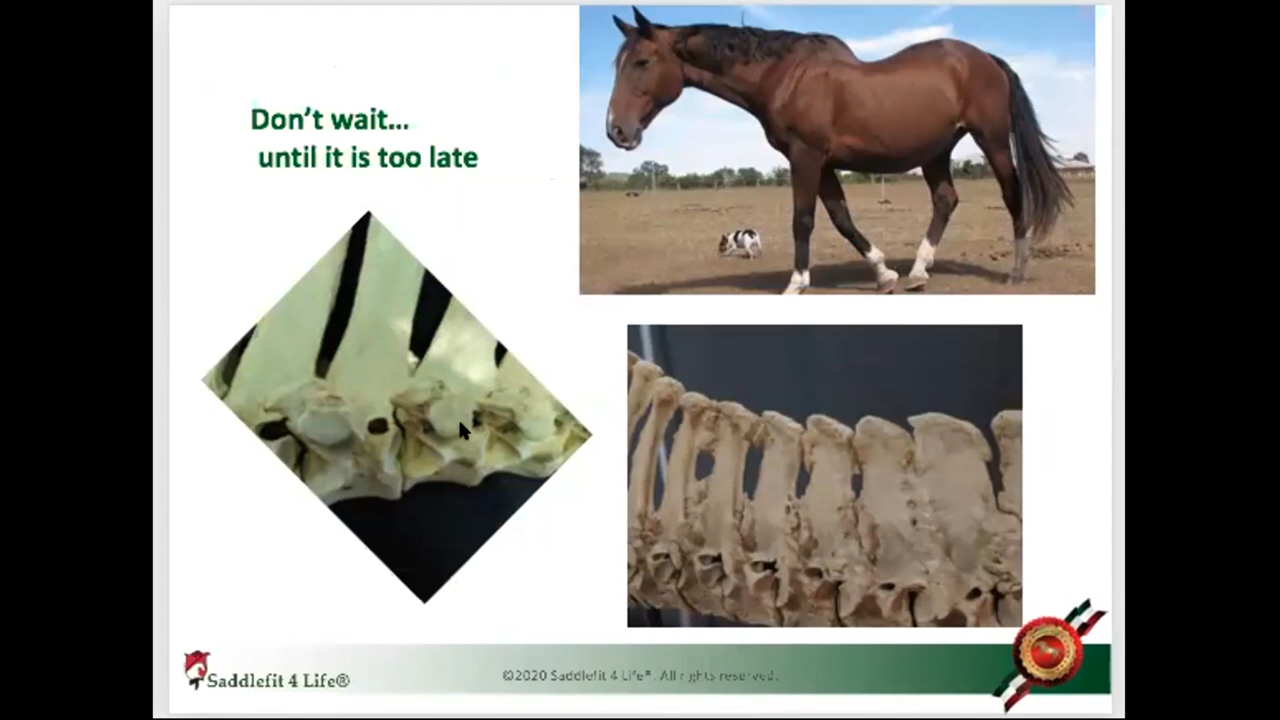 Don't wait...
until it is too late
Saddlefit 4 Life®
©2020 Saddlefit 4 Life®. All rights reserved.